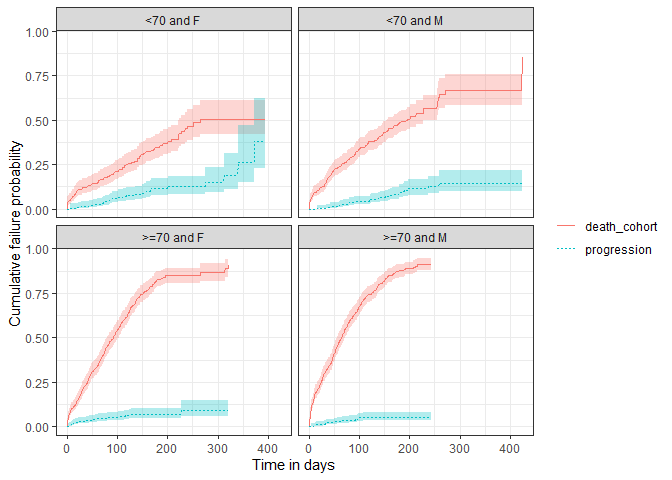 <70 and F
<70 and M
1.00
0.75
0.50
0.25
0.00
>=70 and F
>=70 and M
1.00
0.75
0.50
0.25
0.00
0 100 200 300 400
0 100 200 300 400
Time in days
Cumulative failure probability
death_cohort
progression